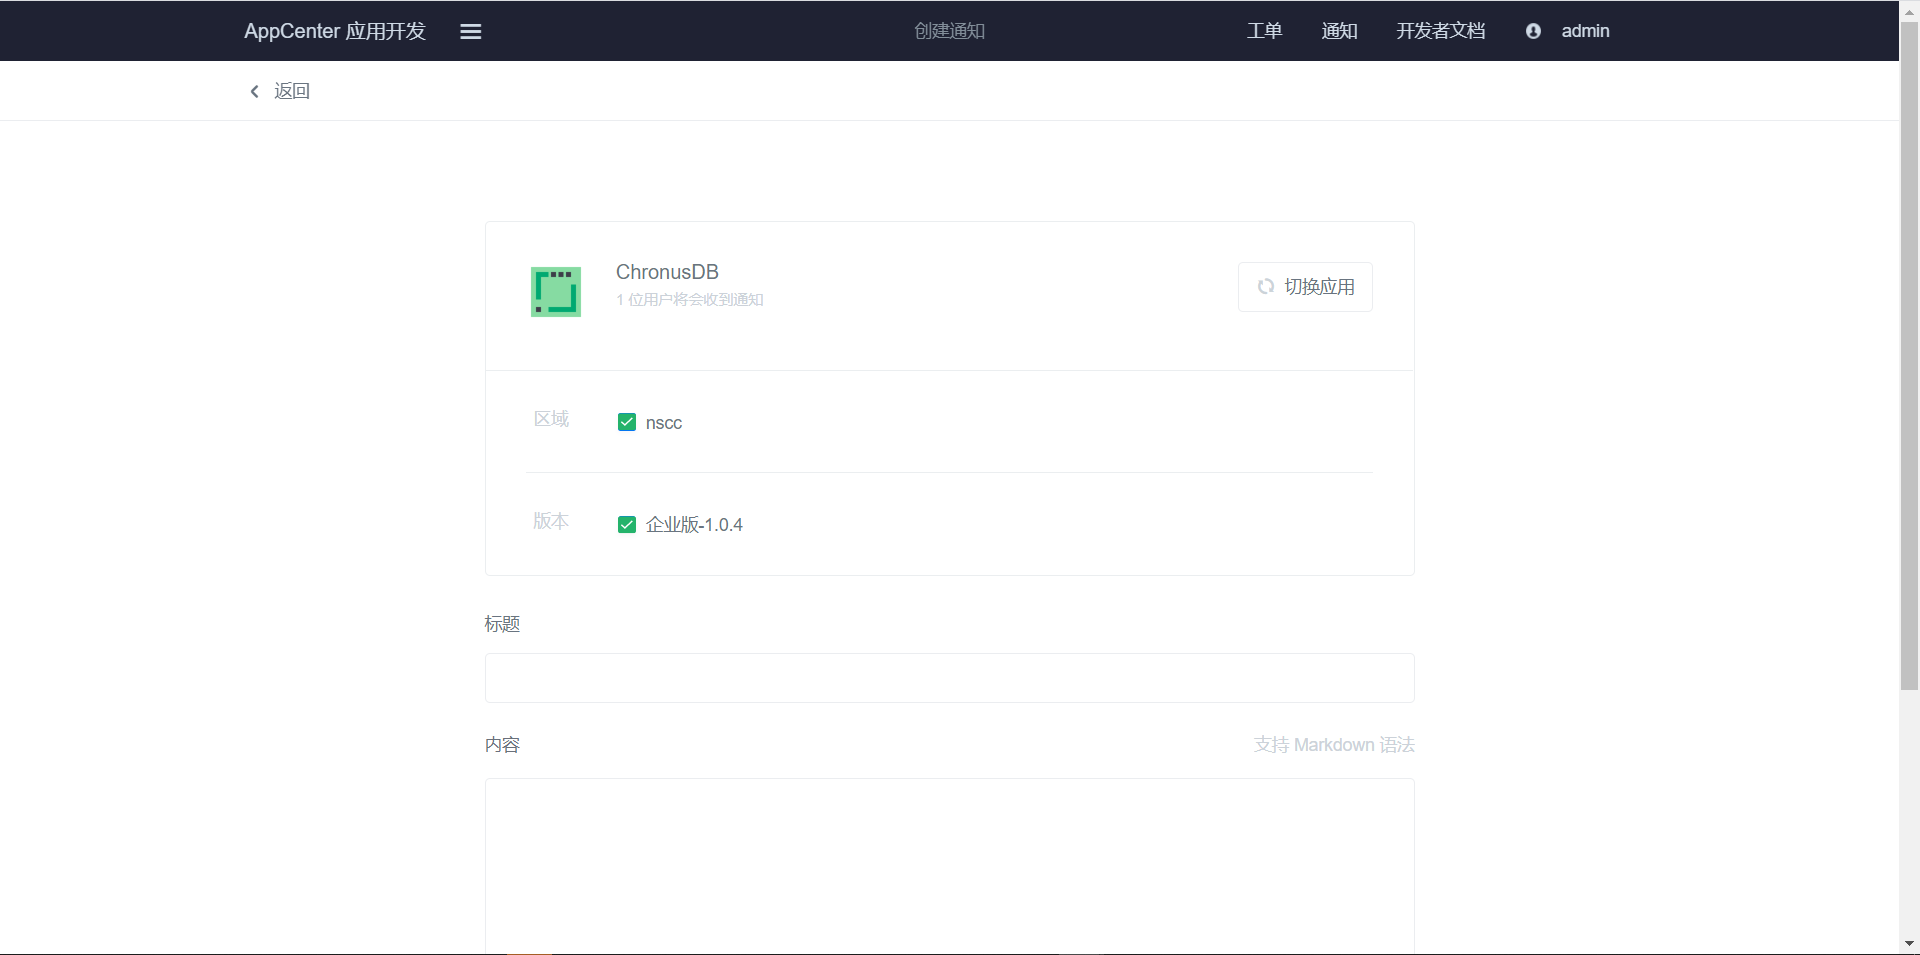 AppCenter 应用开发 创建通知 工单 通知 开发者文档 admin
返回
ChronusDB
1 位用户将会收到通知
切换应用
区域 nscc
版本 企业版-1.0.4
标题
内容 支持 Markdown 语法